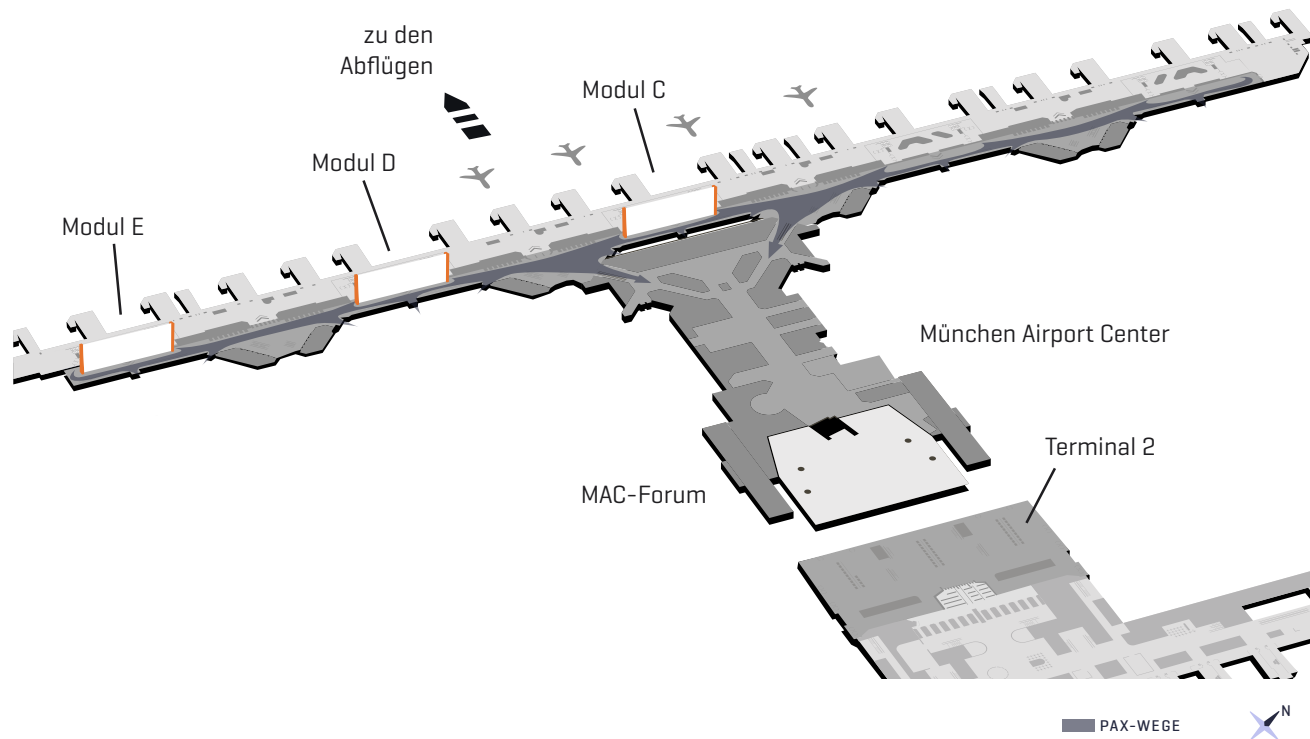 zu den
Abflügen
Modul C
Modul D
Modul E
München Airport Center
Terminal 2
MAC-Forum
PAX-WEGE
N